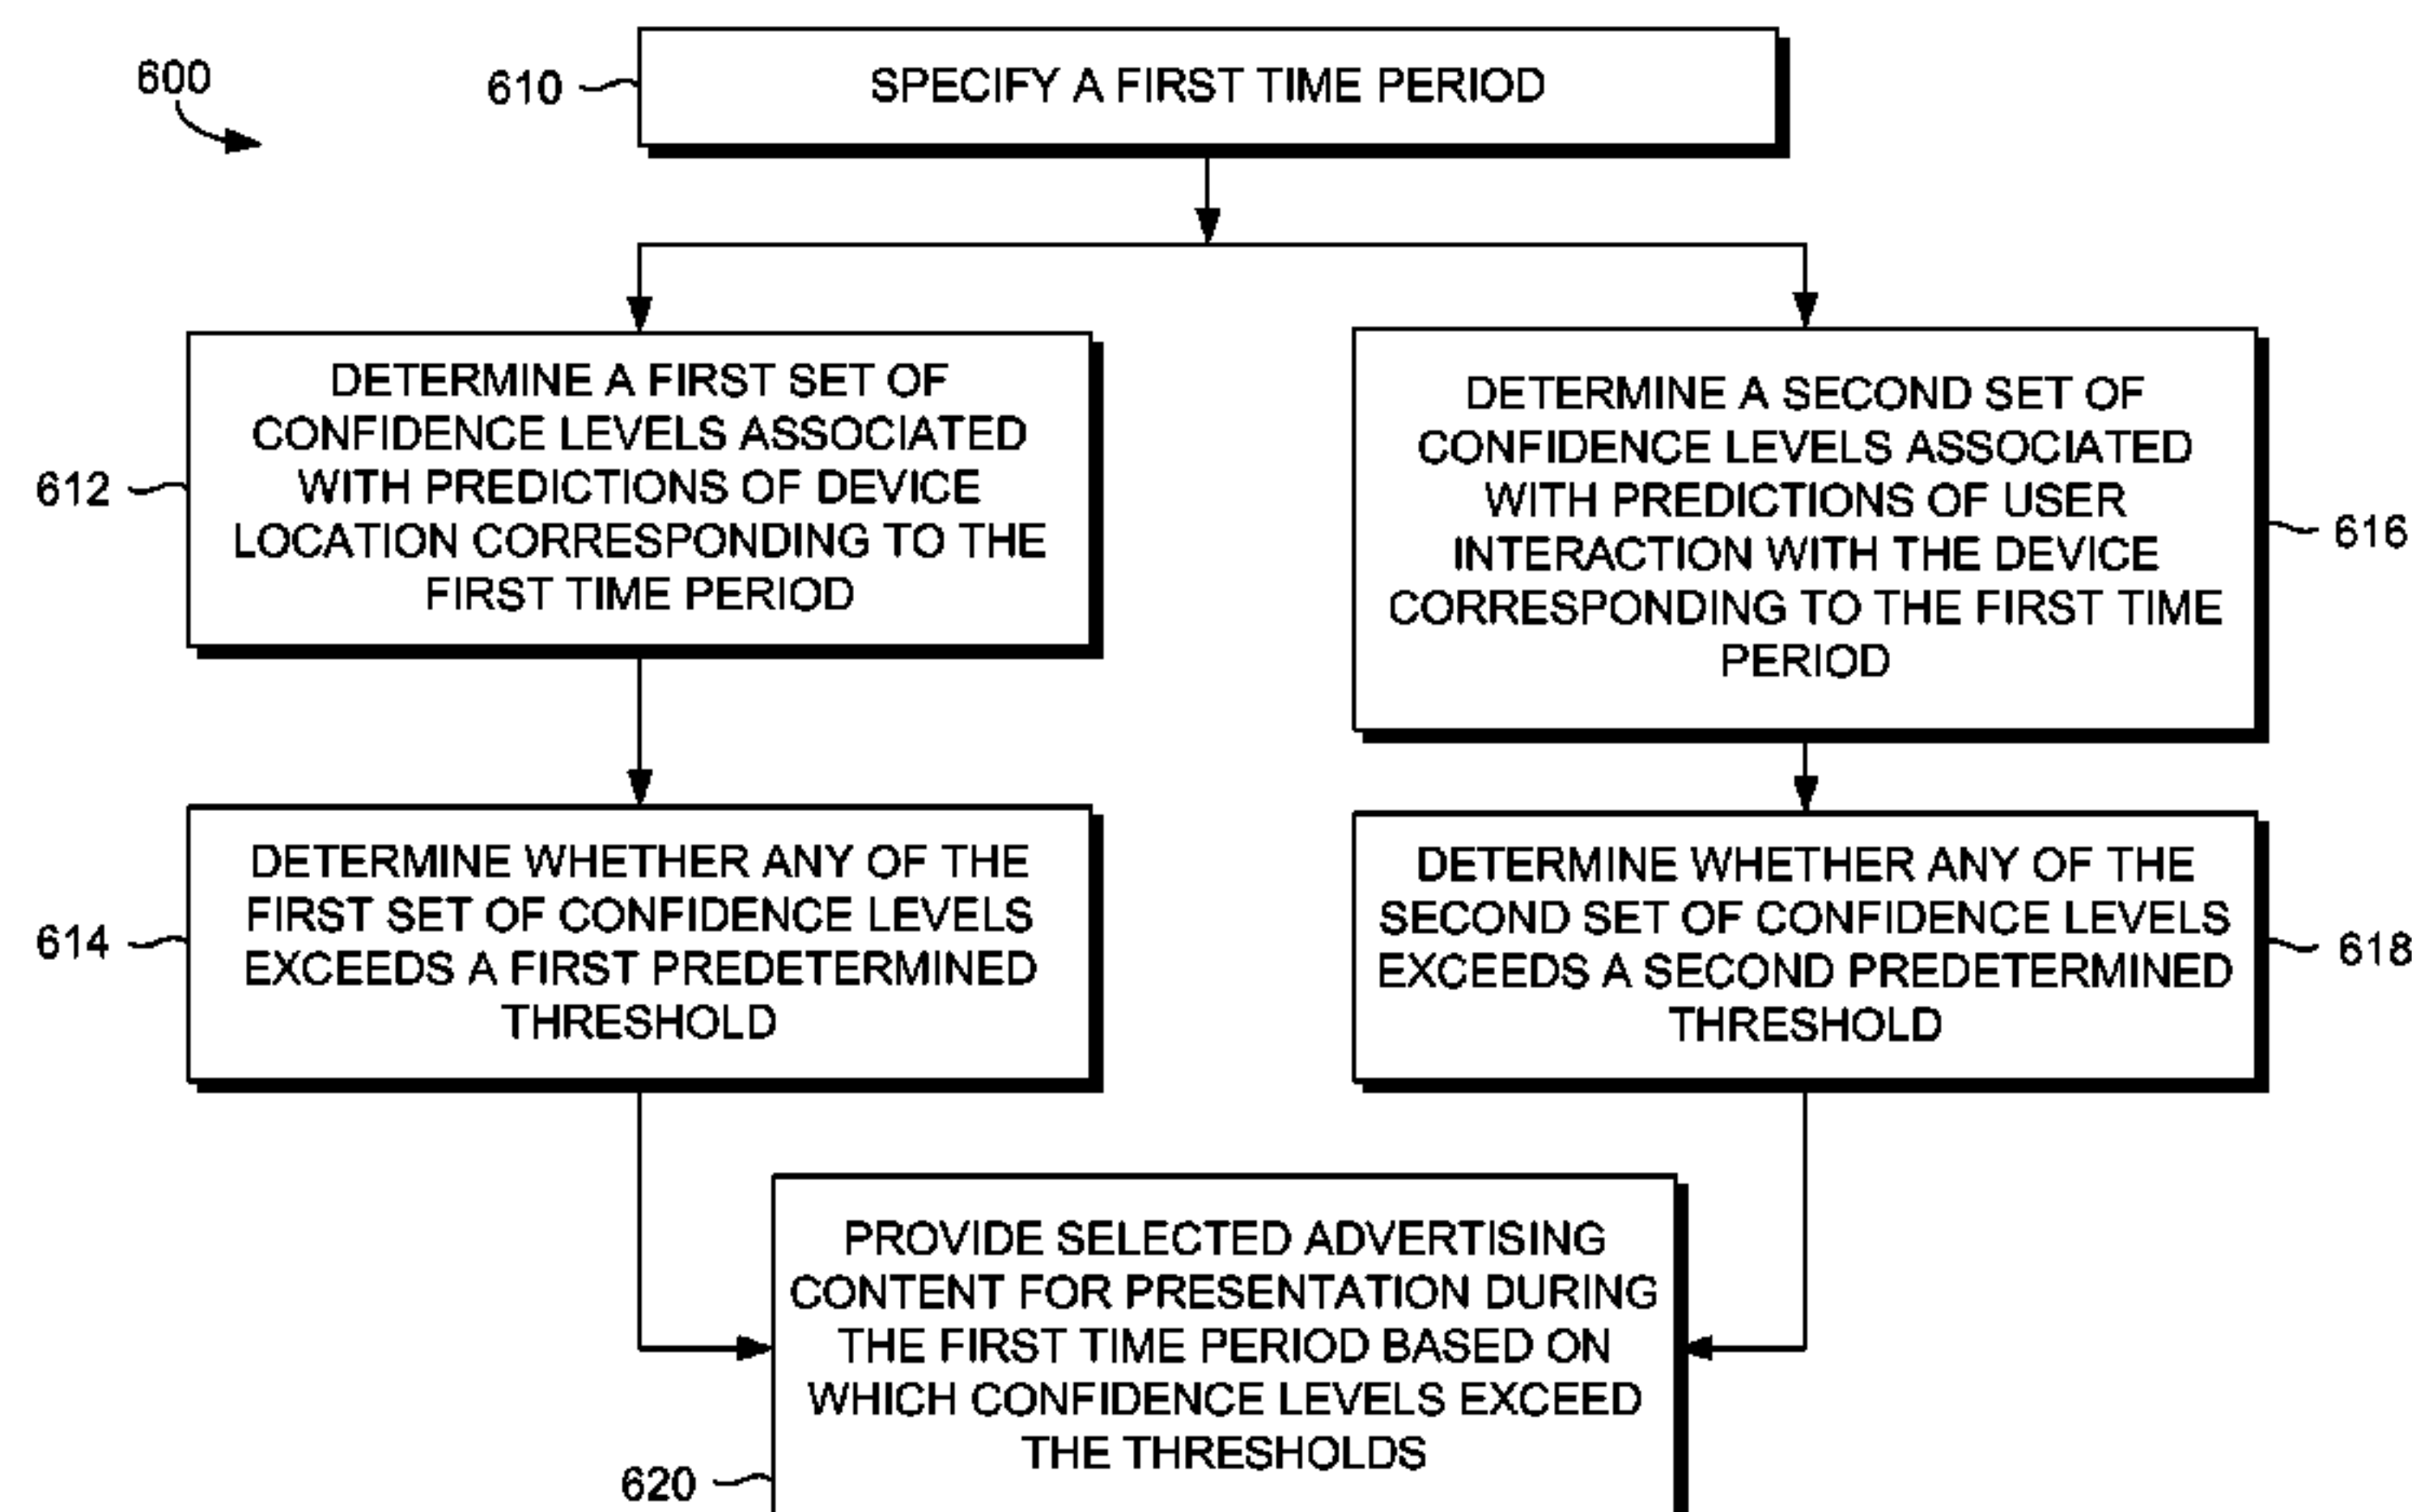 600
610
SPECIFY A FIRST TIME PERIOD
612
DETERMINE A FIRST SET OF
CONFIDENCE LEVELS ASSOCIATED
WITH PREDICTIONS OF DEVICE
LOCATION CORRESPONDING TO THE
FIRST TIME PERIOD
DETERMINE A SECOND SET OF
CONFIDENCE LEVELS ASSOCIATED
WITH PREDICTIONS OF USER
INTERACTION WITH THE DEVICE
CORRESPONDING TO THE FIRST TIME
PERIOD
616
614
DETERMINE WHETHER ANY OF THE
FIRST SET OF CONFIDENCE LEVELS
EXCEEDS A FIRST PREDETERMINED
THRESHOLD
DETERMINE WHETHER ANY OF THE
SECOND SET OF CONFIDENCE LEVELS
EXCEEDS A SECOND PREDETERMINED
THRESHOLD
618
PROVIDE SELECTED ADVERTISING
CONTENT FOR PRESENTATION DURING
THE FIRST TIME PERIOD BASED ON
WHICH CONFIDENCE LEVELS EXCEED
THE THRESHOLDS
620